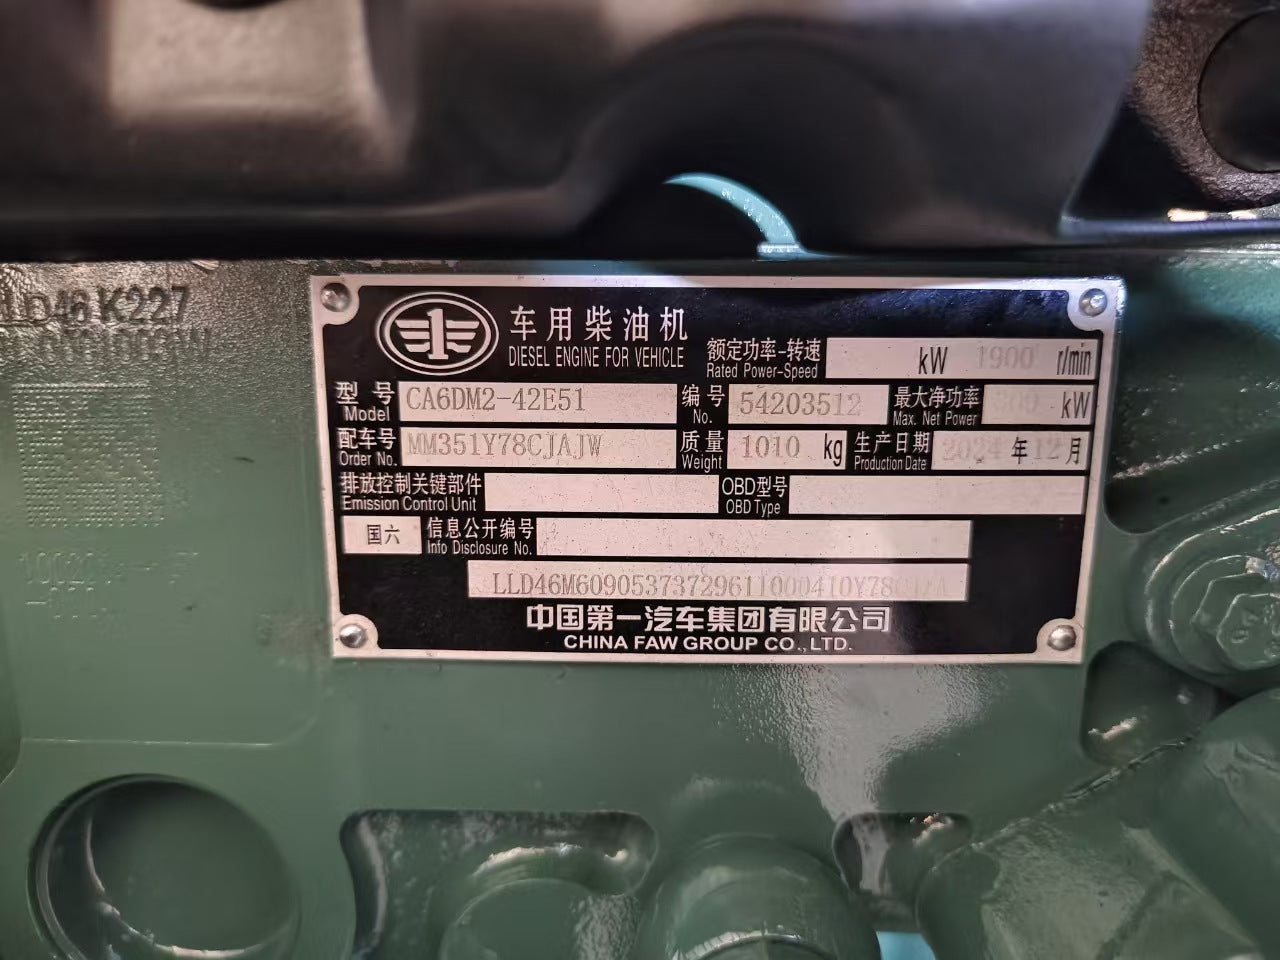 K227
车用柴油机
DIESEL ENGINE FOR VEHICLE
额定功率-转速 kW 1900 r/min
Rated Power-Speed
型号 CA6DM2-42E51 编号 54203512 最大净功率 kW
Model No. Max. Net Power
配车号 MM351Y78CJAJW 质量 1010 kg 生产日期 2024 年 12 月
Order No. Weight Production Date
排放控制关键部件 OBD型号
Emission Control Unit OBD Type
国六 信息公开编号
Info Disclosure No.
中国第一汽车集团有限公司
CHINA FAW GROUP CO.,LTD.